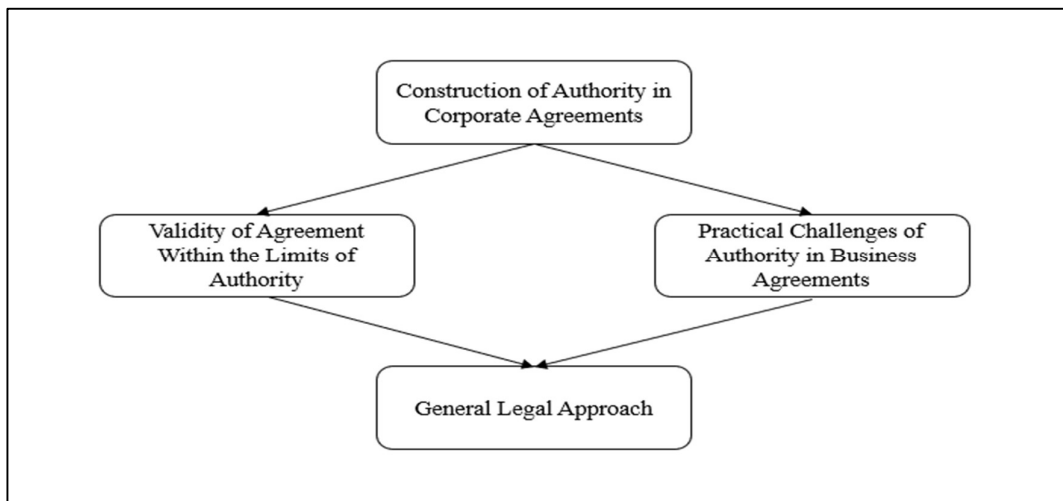 Construction of Authority in
Corporate Agreements
Validity of Agreement
Within the Limits of
Authority
Practical Challenges of
Authority in Business
Agreements
General Legal Approach